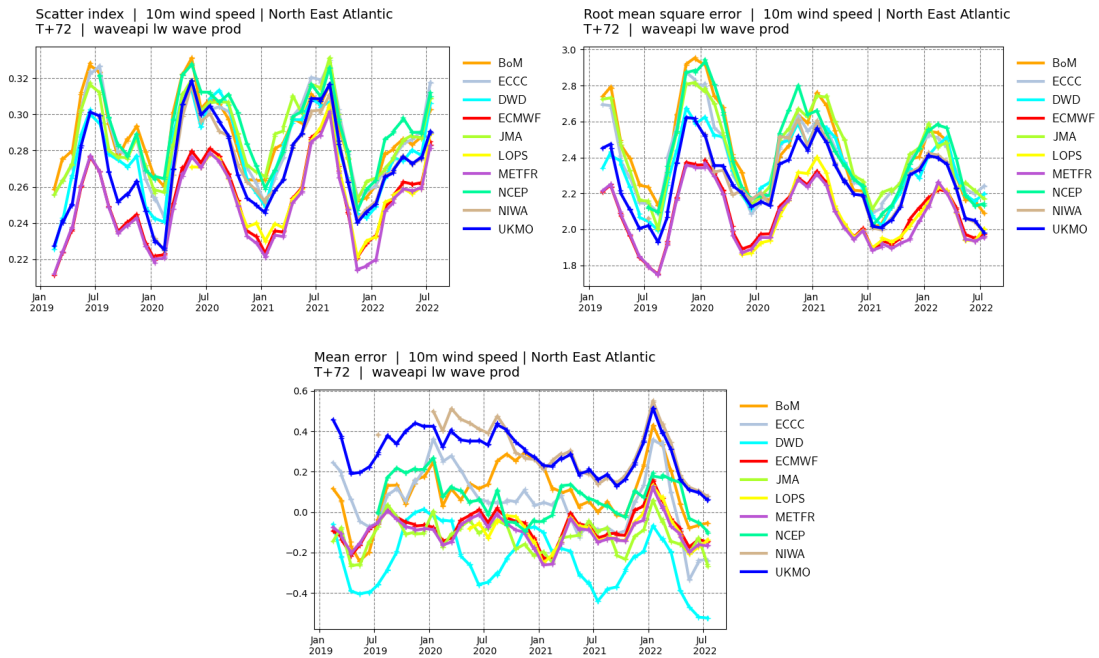 Scatter index | 10m wind speed | North East Atlantic
T+72 | waveapi lw wave prod
0.32
0.30
0.28
0.26
0.24
0.22
Jan 2019
Jul 2019
Jan 2020
Jul 2020
Jan 2021
Jul 2021
Jan 2022
Jul 2022
BoM
ECCC
DWD
ECMWF
JMA
LOPS
METFR
NCEP
NIWA
UKMO
Root mean square error | 10m wind speed | North East Atlantic
T+72 | waveapi lw wave prod
3.0
2.8
2.6
2.4
2.2
2.0
1.8
Jan 2019
Jul 2019
Jan 2020
Jul 2020
Jan 2021
Jul 2021
Jan 2022
Jul 2022
BoM
ECCC
DWD
ECMWF
JMA
LOPS
METFR
NCEP
NIWA
UKMO
Mean error | 10m wind speed | North East Atlantic
T+72 | waveapi lw wave prod
0.6
0.4
0.2
0.0
−0.2
−0.4
Jan 2019
Jul 2019
Jan 2020
Jul 2020
Jan 2021
Jul 2021
Jan 2022
Jul 2022
BoM
ECCC
DWD
ECMWF
JMA
LOPS
METFR
NCEP
NIWA
UKMO